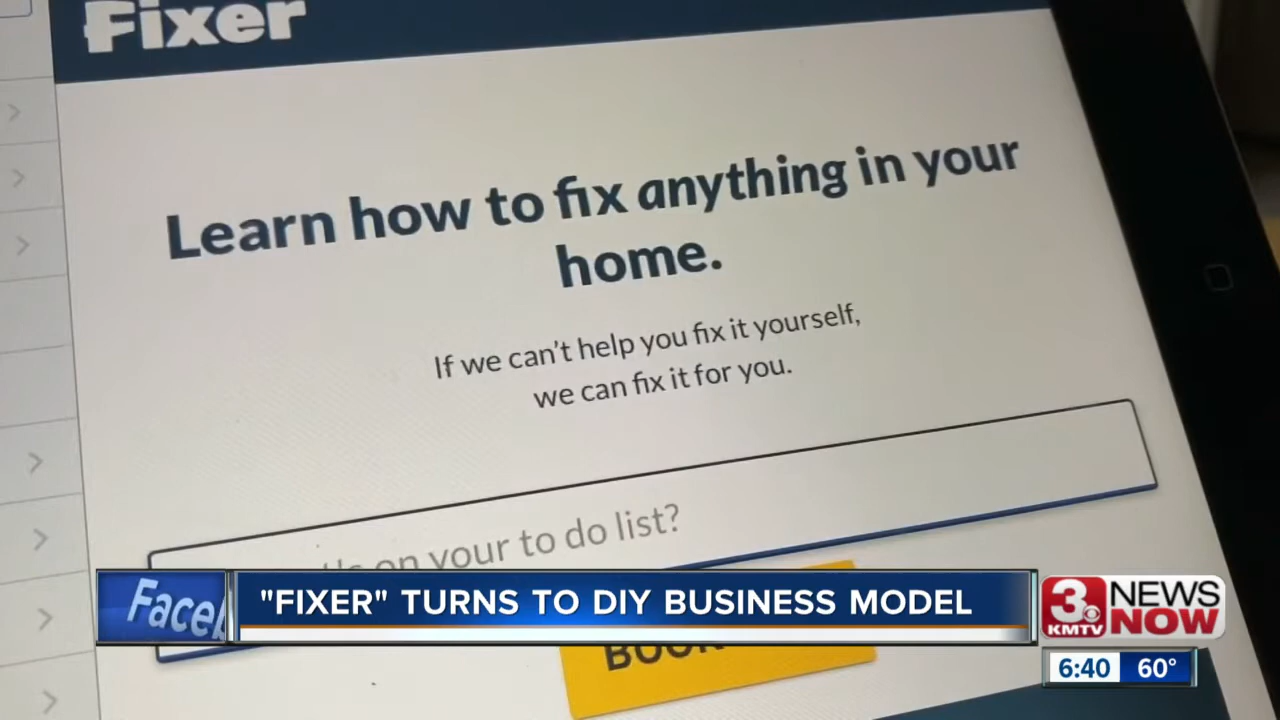 Fixer
Learn how to fix anything in your
home.
If we can't help you fix it yourself,
we can fix it for you.
on your to do list?
"FIXER" TURNS TO DIY BUSINESS MODEL
3 NEWS
KMTV NOW
6:40 60°